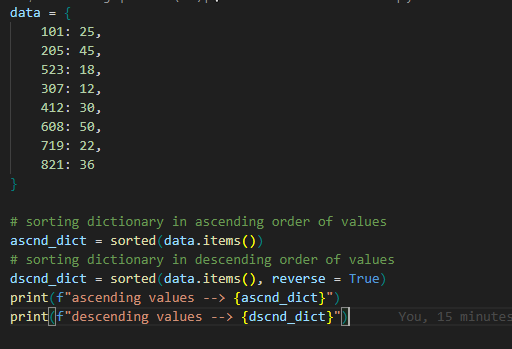 data = {
    101: 25,
    205: 45,
    523: 18,
    307: 12,
    412: 30,
    608: 50,
    719: 22,
    821: 36
}

# sorting dictionary in ascending order of values
ascnd_dict = sorted(data.items())
# sorting dictionary in descending order of values
dscnd_dict = sorted(data.items(), reverse = True)
print(f"ascending values --> {ascnd_dict}")
print(f"descending values --> {dscnd_dict}") You, 15 minutes